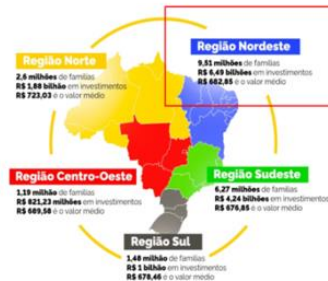 Região Norte
2,6 milhões de famílias
R$ 1,88 bilhão em investimentos
R$ 723,03 é o valor médio
Região Nordeste
9,51 milhões de famílias
R$ 6,49 bilhões em investimentos
R$ 682,85 é o valor médio
Região Centro-Oeste
1,19 milhão de famílias
R$ 821,23 milhões em investimentos
R$ 689,58 é o valor médio
Região Sudeste
6,27 milhões de famílias
R$ 4,24 bilhões em investimentos
R$ 676,85 é o valor médio
Região Sul
1,48 milhão de famílias
R$ 1 bilhão em investimentos
R$ 678,46 é o valor médio